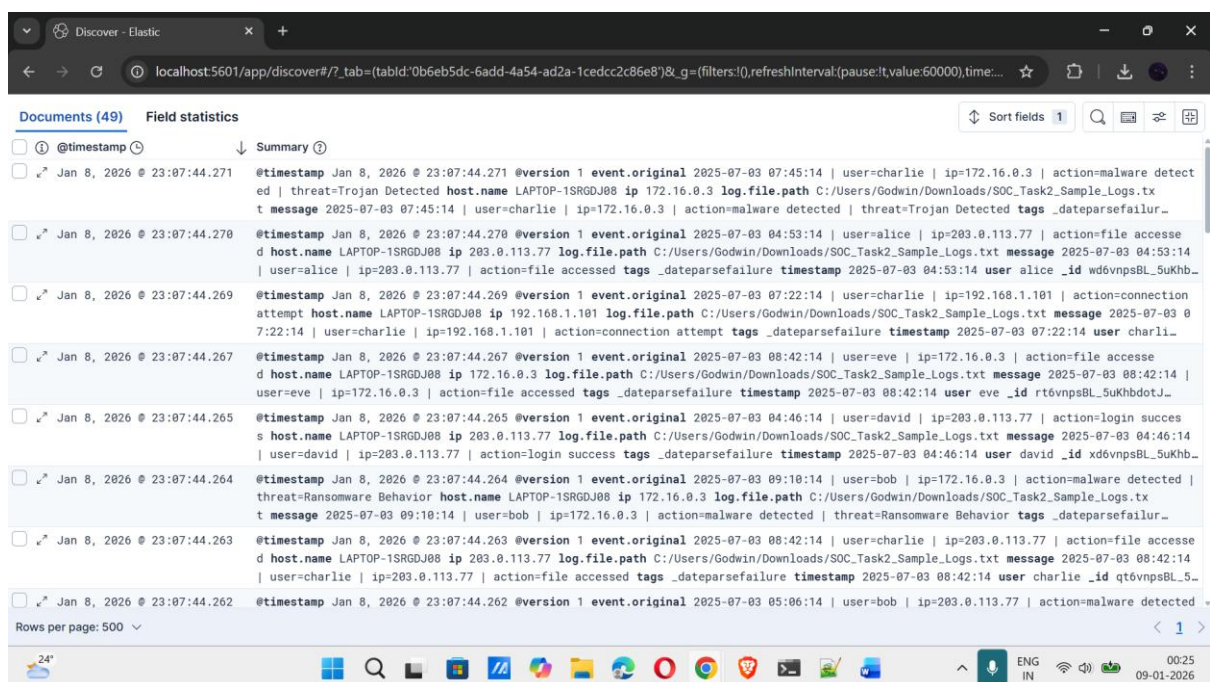 Discover - Elastic
localhost:5601/app/discover#/?_tab=(tabId:'0b6eb5dc-6add-4a54-ad2a-1cedcc2c86e8')&_g=(filters:!(),refreshInterval:(pause:!t,value:60000),time:...
Documents (49) Field statistics Sort fields 1
@timestamp Summary
Jan 8, 2026 @ 23:07:44.271 @timestamp Jan 8, 2026 @ 23:07:44.271 @version 1 event.original 2025-07-03 07:45:14 | user=charlie | ip=172.16.0.3 | action=malware detect
ed | threat=Trojan Detected host.name LAPTOP-1SRGDJ08 ip 172.16.0.3 log.file.path C:/Users/Godwin/Downloads/SOC_Task2_Sample_Logs.tx
t message 2025-07-03 07:45:14 | user=charlie | ip=172.16.0.3 | action=malware detected | threat=Trojan Detected tags _dateparsefailur…
Jan 8, 2026 @ 23:07:44.270 @timestamp Jan 8, 2026 @ 23:07:44.270 @version 1 event.original 2025-07-03 04:53:14 | user=alice | ip=203.0.113.77 | action=file accesse
d host.name LAPTOP-1SRGDJ08 ip 203.0.113.77 log.file.path C:/Users/Godwin/Downloads/SOC_Task2_Sample_Logs.txt message 2025-07-03 04:53:14
| user=alice | ip=203.0.113.77 | action=file accessed tags _dateparsefailure timestamp 2025-07-03 04:53:14 user alice _id wd6vnpsBL_5uKhb…
Jan 8, 2026 @ 23:07:44.269 @timestamp Jan 8, 2026 @ 23:07:44.269 @version 1 event.original 2025-07-03 07:22:14 | user=charlie | ip=192.168.1.101 | action=connection
attempt host.name LAPTOP-1SRGDJ08 ip 192.168.1.101 log.file.path C:/Users/Godwin/Downloads/SOC_Task2_Sample_Logs.txt message 2025-07-03 0
7:22:14 | user=charlie | ip=192.168.1.101 | action=connection attempt tags _dateparsefailure timestamp 2025-07-03 07:22:14 user charli…
Jan 8, 2026 @ 23:07:44.267 @timestamp Jan 8, 2026 @ 23:07:44.267 @version 1 event.original 2025-07-03 08:42:14 | user=eve | ip=172.16.0.3 | action=file accesse
d host.name LAPTOP-1SRGDJ08 ip 172.16.0.3 log.file.path C:/Users/Godwin/Downloads/SOC_Task2_Sample_Logs.txt message 2025-07-03 08:42:14 |
user=eve | ip=172.16.0.3 | action=file accessed tags _dateparsefailure timestamp 2025-07-03 08:42:14 user eve _id rt6vnpsBL_5uKhbdotJ…
Jan 8, 2026 @ 23:07:44.265 @timestamp Jan 8, 2026 @ 23:07:44.265 @version 1 event.original 2025-07-03 04:46:14 | user=david | ip=203.0.113.77 | action=login succes
s host.name LAPTOP-1SRGDJ08 ip 203.0.113.77 log.file.path C:/Users/Godwin/Downloads/SOC_Task2_Sample_Logs.txt message 2025-07-03 04:46:14
| user=david | ip=203.0.113.77 | action=login success tags _dateparsefailure timestamp 2025-07-03 04:46:14 user david _id xd6vnpsBL_5uKhb…
Jan 8, 2026 @ 23:07:44.264 @timestamp Jan 8, 2026 @ 23:07:44.264 @version 1 event.original 2025-07-03 09:10:14 | user=bob | ip=172.16.0.3 | action=malware detected |
threat=Ransomware Behavior host.name LAPTOP-1SRGDJ08 ip 172.16.0.3 log.file.path C:/Users/Godwin/Downloads/SOC_Task2_Sample_Logs.tx
t message 2025-07-03 09:10:14 | user=bob | ip=172.16.0.3 | action=malware detected | threat=Ransomware Behavior tags _dateparsefailur…
Jan 8, 2026 @ 23:07:44.263 @timestamp Jan 8, 2026 @ 23:07:44.263 @version 1 event.original 2025-07-03 08:42:14 | user=charlie | ip=203.0.113.77 | action=file accesse
d host.name LAPTOP-1SRGDJ08 ip 203.0.113.77 log.file.path C:/Users/Godwin/Downloads/SOC_Task2_Sample_Logs.txt message 2025-07-03 08:42:14
| user=charlie | ip=203.0.113.77 | action=file accessed tags _dateparsefailure timestamp 2025-07-03 08:42:14 user charlie _id qt6vnpsBL_5…
Jan 8, 2026 @ 23:07:44.262 @timestamp Jan 8, 2026 @ 23:07:44.262 @version 1 event.original 2025-07-03 05:06:14 | user=bob | ip=203.0.113.77 | action=malware detected
Rows per page: 500 1
24°
ENG 00:25
IN 09-01-2026